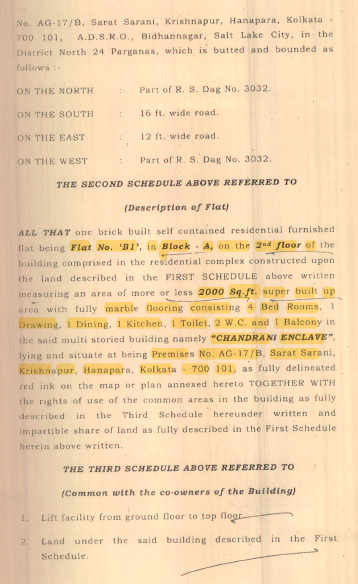 No. AG-17/B, Sarat Sarani, Krishnapur, Hanapara, Kolkata -
700 101, A.D.S.R.O., Bidhannagar, Salt Lake City, in the
District North 24 Parganas, which is butted and bounded as
follows :-
ON THE NORTH : Part of R. S. Dag No. 3032.
ON THE SOUTH : 16 ft. wide road.
ON THE EAST : 12 ft. wide road.
ON THE WEST : Part of R. S. Dag No. 3032.
THE SECOND SCHEDULE ABOVE REFERRED TO
(Description of Flat)
ALL THAT one brick built self contained residential furnished
flat being Flat No. 'B1', in Block - A, on the 2nd floor of the
building comprised in the residential complex constructed upon
the land described in the FIRST SCHEDULE above written
measuring an area of more or less 2000 Sq.ft. super built up
area with fully marble flooring consisting 4 Bed Rooms, 1
Drawing, 1 Dining, 1 Kitchen, 1 Toilet, 2 W.C. and 1 Balcony in
the said multi storied building namely "CHANDRANI ENCLAVE",
lying and situate at being Premises No. AG-17/B, Sarat Sarani,
Krishnapur, Hanapara, Kolkata - 700 101, as fully delineated
red ink on the map or plan annexed hereto TOGETHER WITH
the rights of use of the common areas in the building as fully
described in the Third Schedule hereunder written and
impartible share of land as fully described in the First Schedule
herein above written.
THE THIRD SCHEDULE ABOVE REFERRED TO
(Common with the co-owners of the Building)
1. Lift facility from ground floor to top floor.
2. Land under the said building described in the First
Schedule.